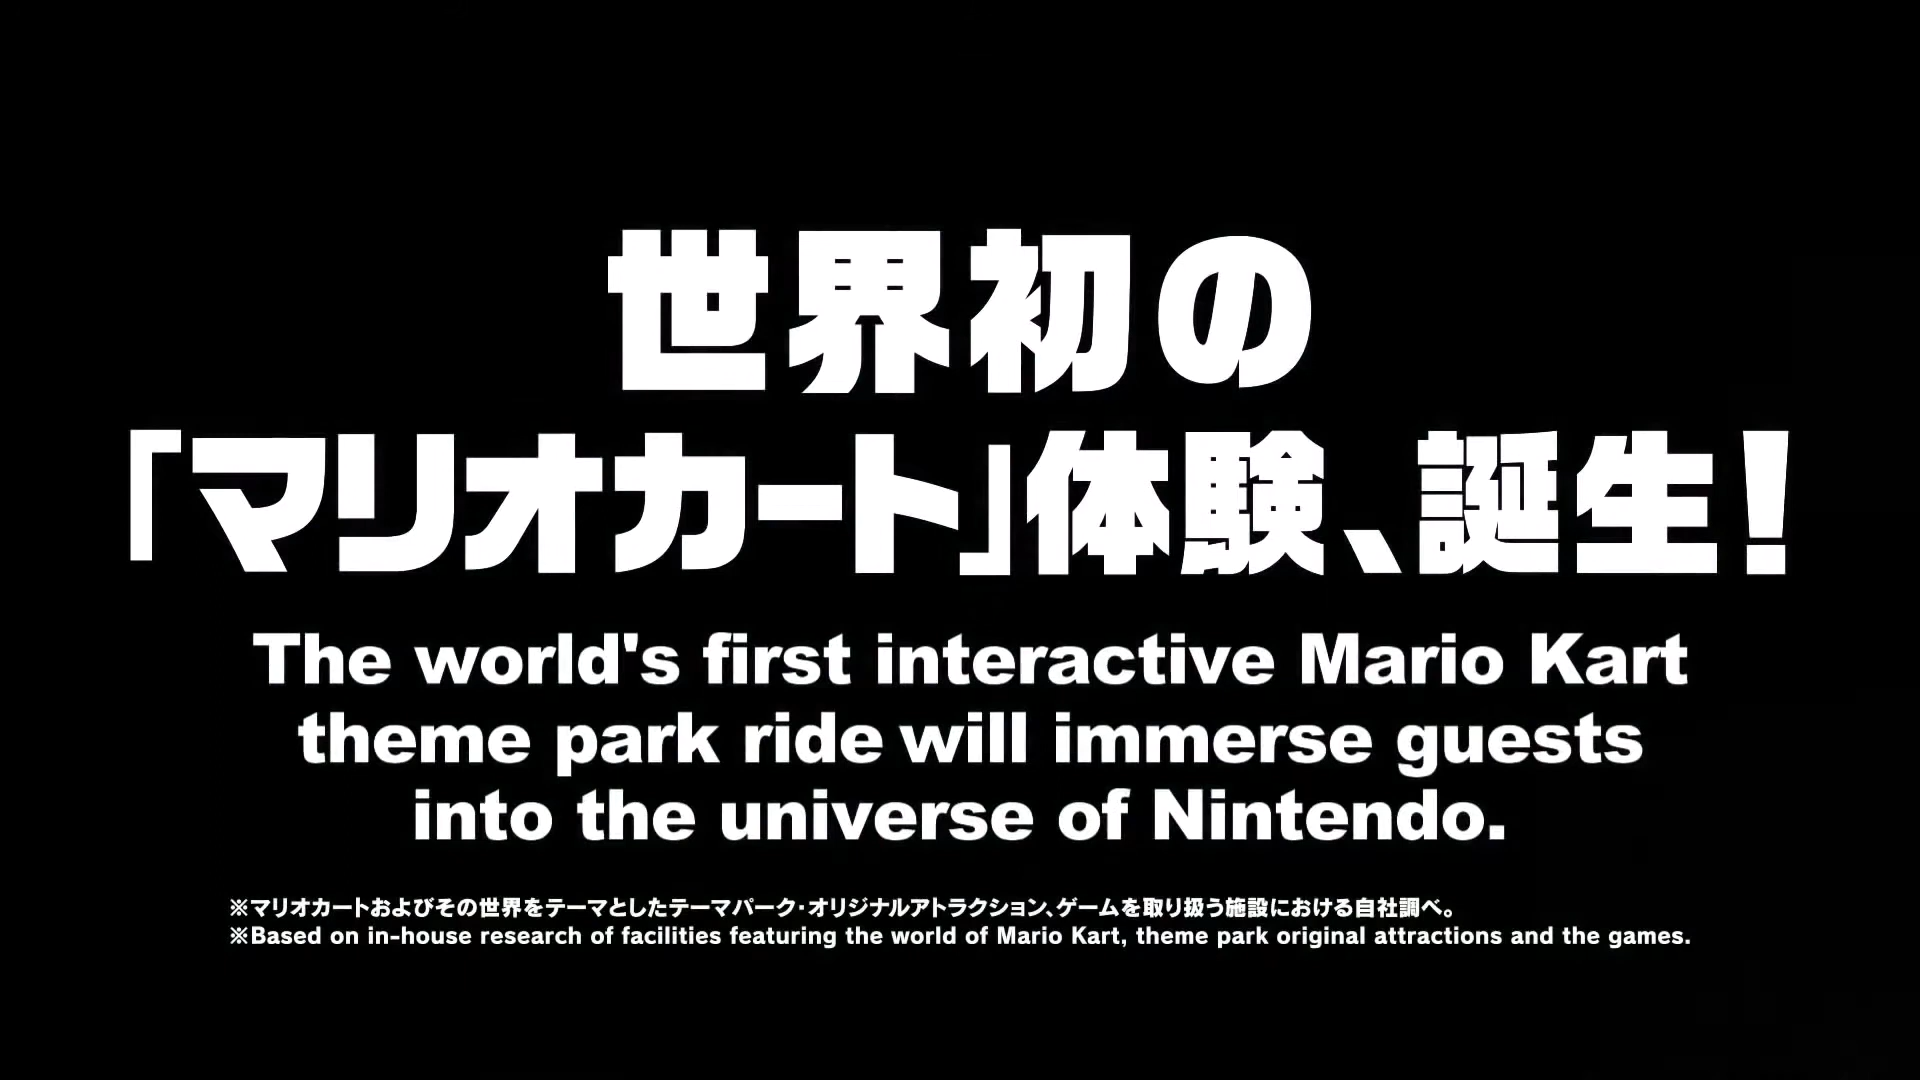 世界初の
「マリオカート」体験、誕生!
The world's first interactive Mario Kart
theme park ride will immerse guests
into the universe of Nintendo.
※マリオカートおよびその世界をテーマとしたテーマパーク・オリジナルアトラクション、ゲームを取り扱う施設における自社調べ。
※Based on in-house research of facilities featuring the world of Mario Kart, theme park original attractions and the games.